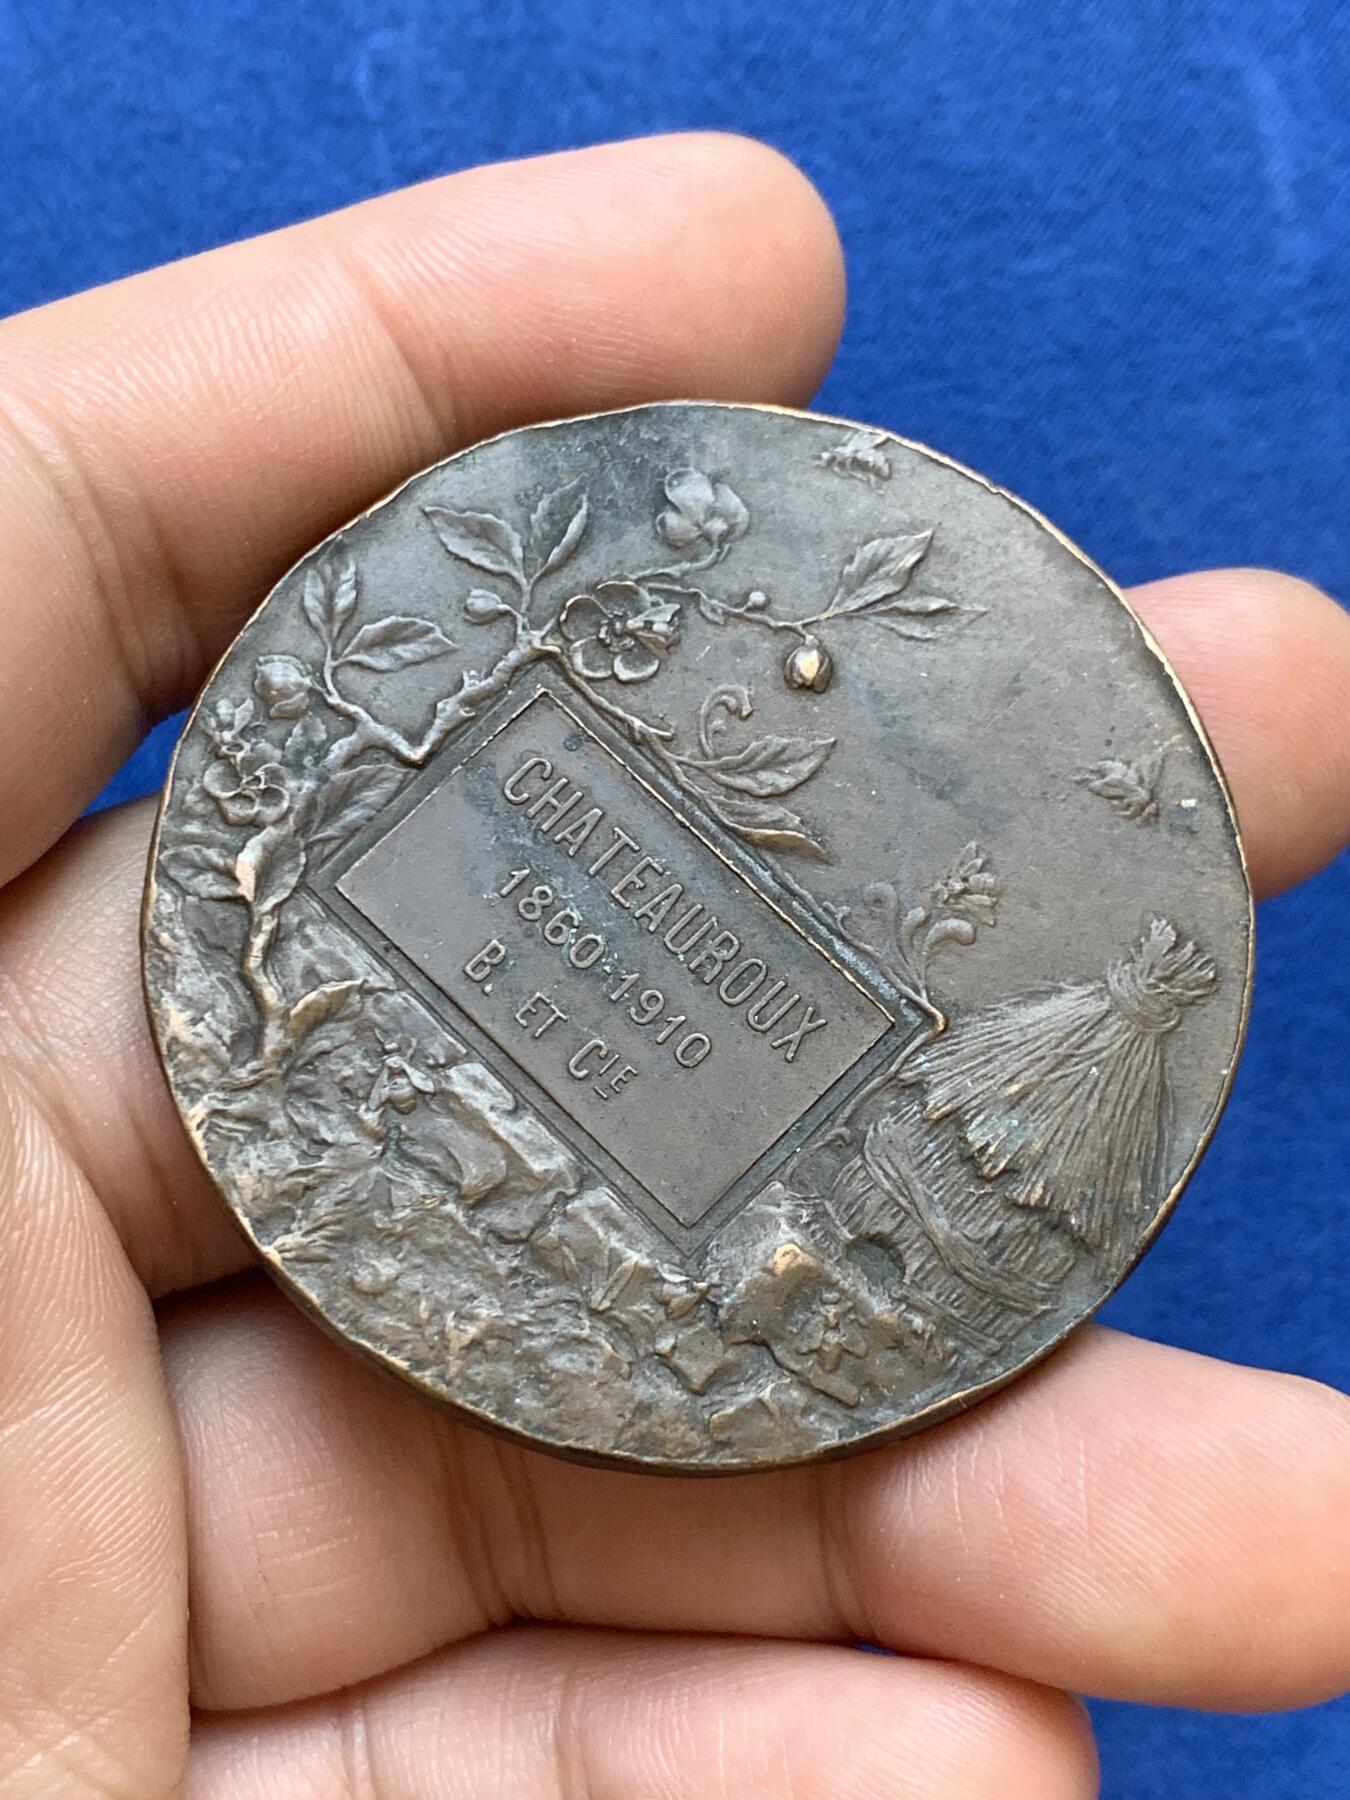 CHATEAUROUX
1860-1910
B. ET CIE